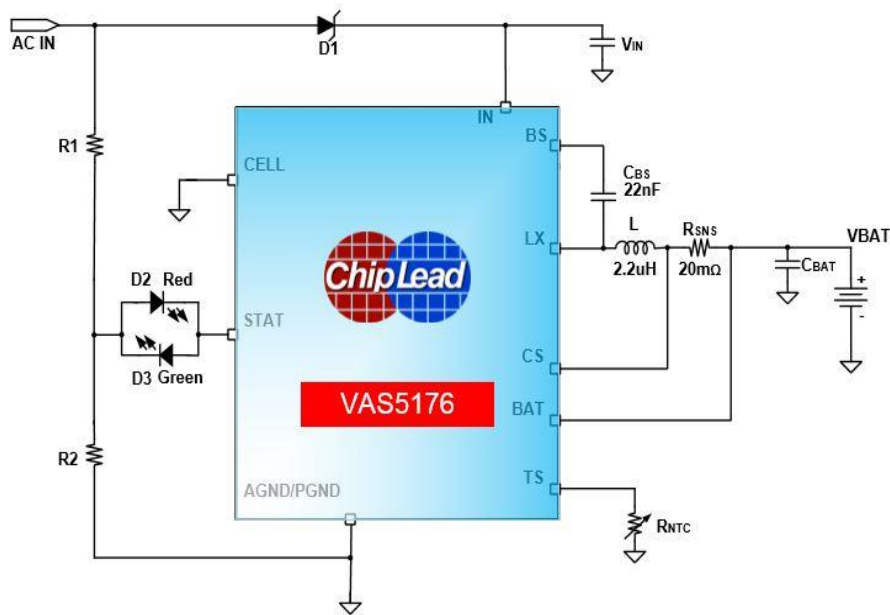 AC IN
D1
VIN
IN
R1
CELL
BS
CBS
22nF
LX
L
2.2uH
RSNS
20mΩ
VBAT
CBAT
+
-
ChipLead
D2 Red
STAT
D3 Green
CS
VAS5176
BAT
R2
AGND/PGND
TS
RNTC